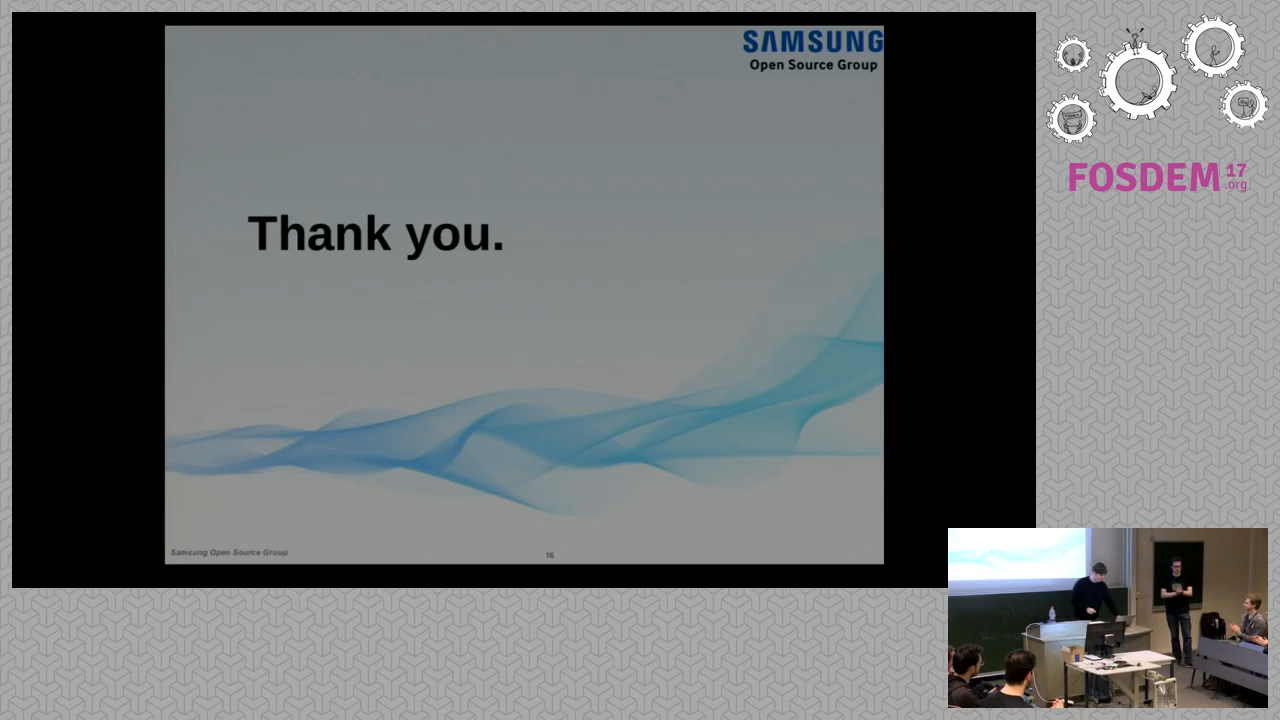 SAMSUNG
Open Source Group
Thank you.
Samsung Open Source Group
16
FOSDEM 17
.org